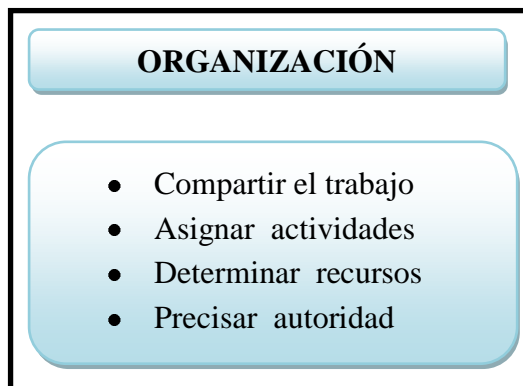 ORGANIZACIÓN
• Compartir el trabajo
• Asignar actividades
• Determinar recursos
• Precisar autoridad